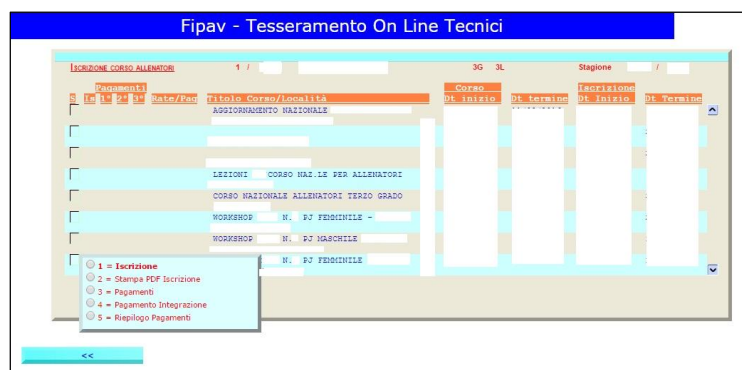 Fipav - Tesseramento On Line Tecnici
ISCRIZIONE CORSO ALLENATORI 1 / 3G 3L Stagione /
Pagamenti Corso Iscrizione
S Is 1° 2° 3° Rate/Pag Titolo Corso/Località Dt inizio Dt termine Dt Inizio Dt Termine
AGGIORNAMENTO NAZIONALE
LEZIONI CORSO NAZ.LE PER ALLENATORI
CORSO NAZIONALE ALLENATORI TERZO GRADO
WORKSHOP N. PJ FEMMINILE -
WORKSHOP N. PJ MASCHILE
N. PJ FEMMINILE
1 = Iscrizione
2 = Stampa PDF Iscrizione
3 = Pagamenti
4 = Pagamento Integrazione
5 = Riepilogo Pagamenti
<<